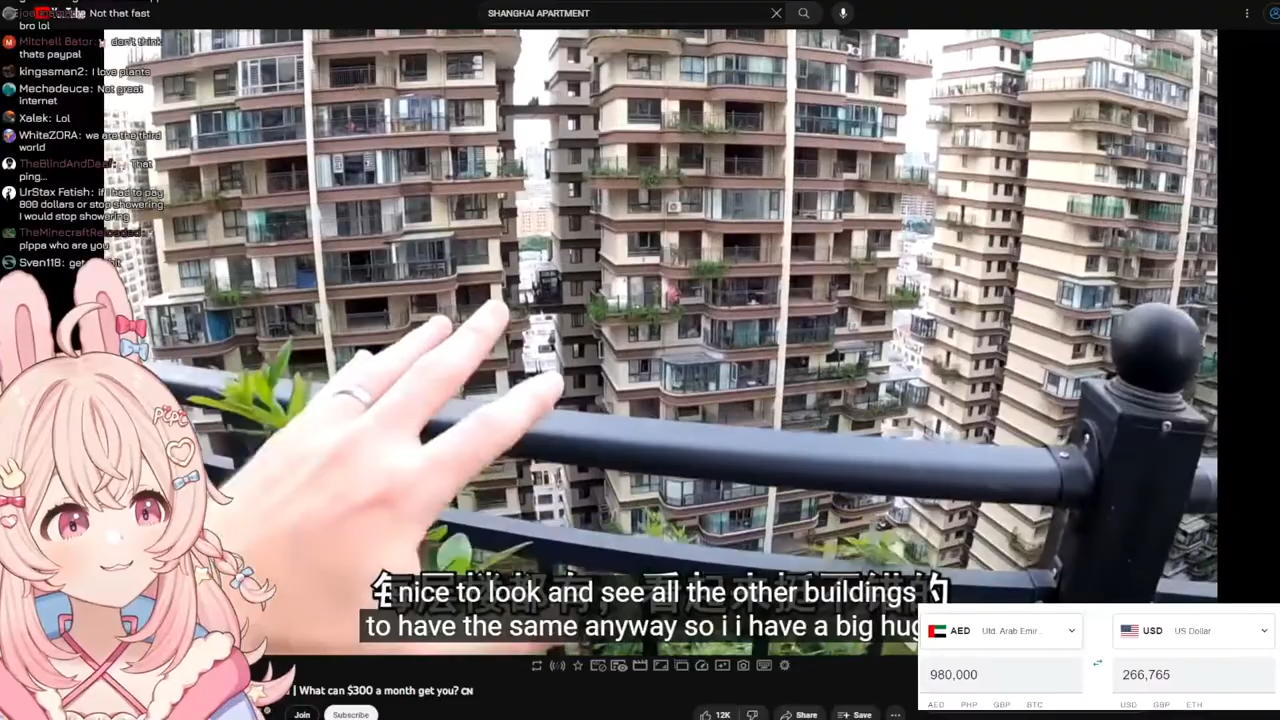 Not that fast
bro lol
Mitchell Bator: i don't think
thats paypal
kingssman2: I love plants
Mechadeuce: Not great
internet
Xalek: Lol
WhiteZORA: we are the third
world
That
ping...
UrStax Fetish: if I had to pay
800 dollars or stop showering
I would stop showering
TheMinecraftReloaded:
pippa who are you
Sven118:
SHANGHAI APARTMENT
PiPi
nice to look and see all the other buildings
to have the same anyway so i i have a big hug
AED Utd. Arab Emir..
USD US Dollar
980,000
266,765
AED PHP GBP BTC
USD GBP ETH
| What can $300 a month get you? CN
Join
Subscribe
12K
Share
Save